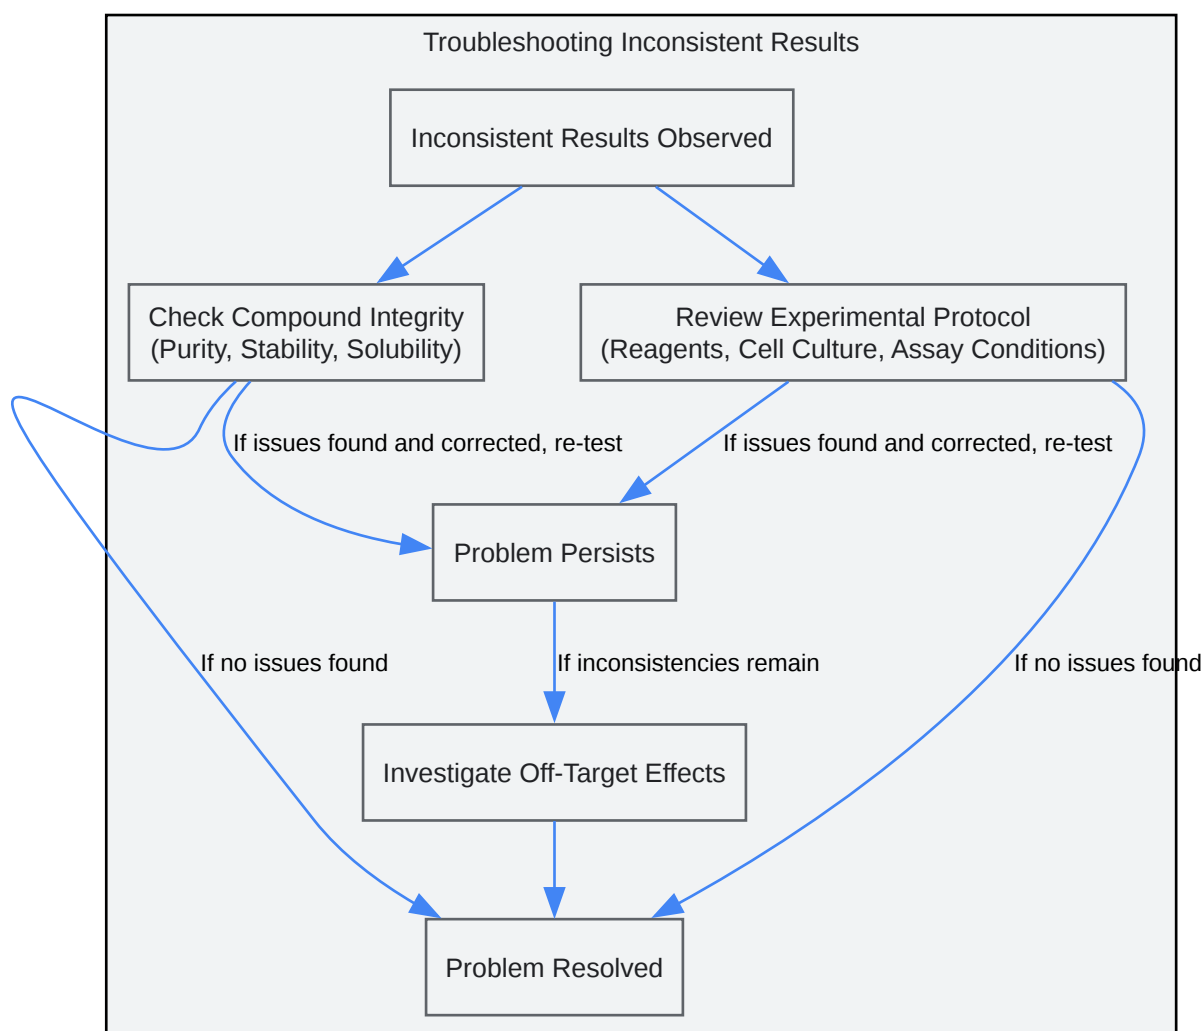 Troubleshooting Inconsistent Results
Inconsistent Results Observed
Check Compound Integrity
(Purity, Stability, Solubility)
Review Experimental Protocol
(Reagents, Cell Culture, Assay Conditions)
If issues found and corrected, re-test
If issues found and corrected, re-test
Problem Persists
If no issues found
If inconsistencies remain
If no issues found
Investigate Off-Target Effects
Problem Resolved